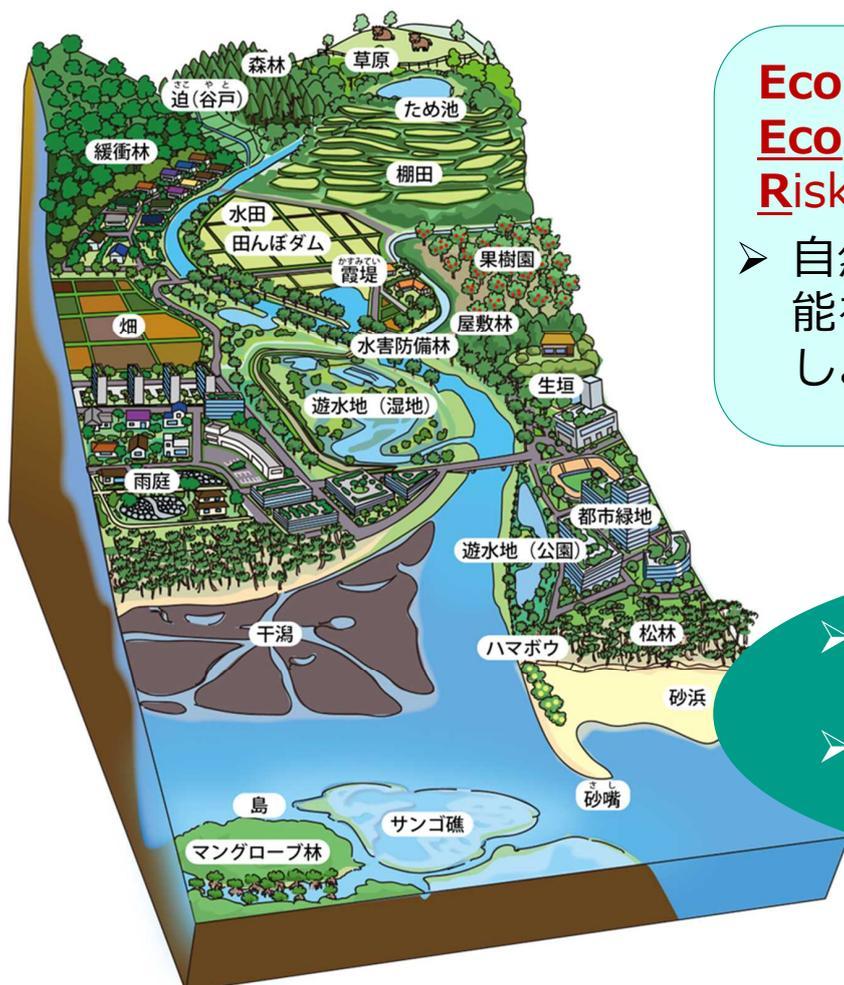 森林
草原
さこ やと
迫(谷戸)
ため池
緩衝林
棚田
水田
田んぼダム
かすみてい
霞堤
果樹園
畑
屋敷林
水害防備林
生垣
遊水地(湿地)
雨庭
都市緑地
遊水地(公園)
干潟
ハマボウ
松林
砂浜
さし
砂嘴
島
サンゴ礁
マングローブ林
Eco
Eco
Risk
➢ 自然
能を
し
➢
➢